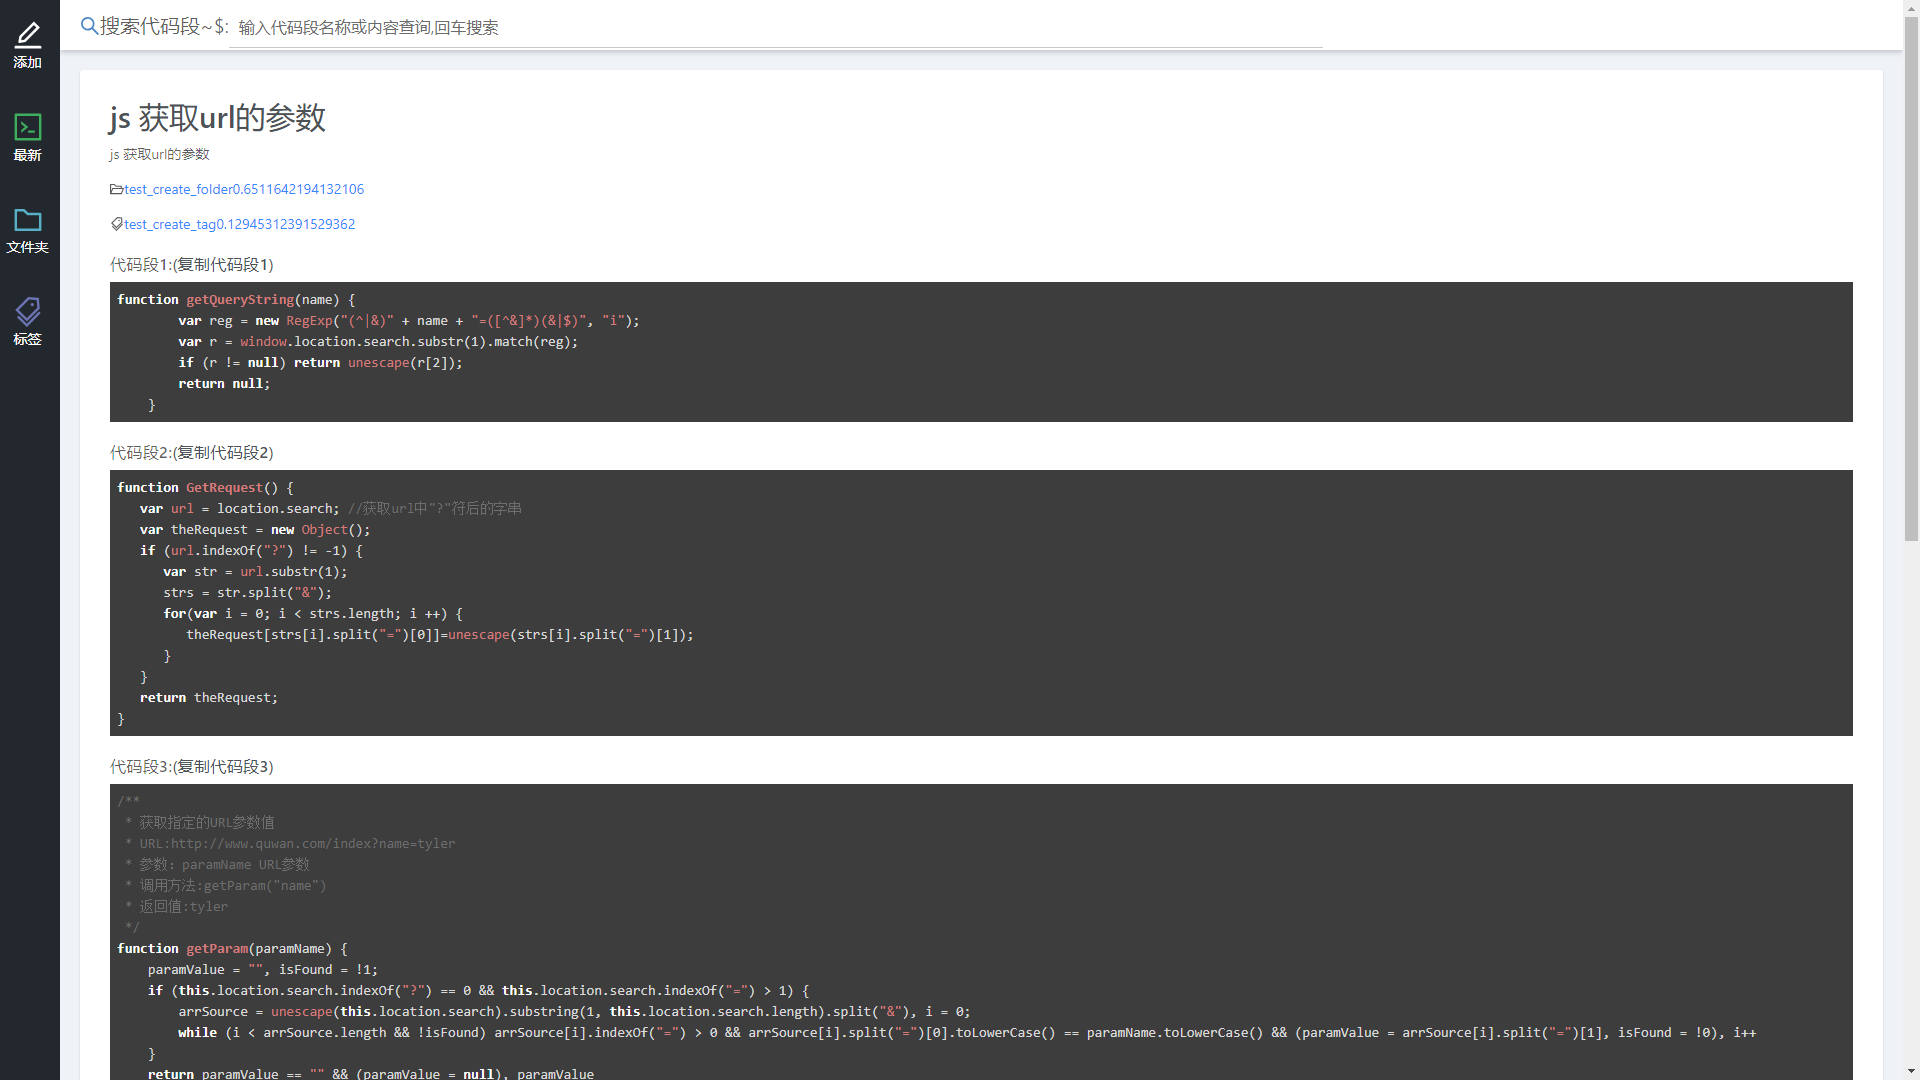 添加
最新
文件夹
标签
搜索代码段~$: 输入代码段名称或内容查询,回车搜索
js 获取url的参数
js 获取url的参数
test_create_folder0.6511642194132106
test_create_tag0.12945312391529362
代码段1:(复制代码段1)
function getQueryString(name) {
        var reg = new RegExp("(^|&)" + name + "=([^&]*)(&|$)", "i");
        var r = window.location.search.substr(1).match(reg);
        if (r != null) return unescape(r[2]);
        return null;
    }
代码段2:(复制代码段2)
function GetRequest() {
   var url = location.search; //获取url中"?"符后的字串
   var theRequest = new Object();
   if (url.indexOf("?") != -1) {
      var str = url.substr(1);
      strs = str.split("&");
      for(var i = 0; i < strs.length; i ++) {
         theRequest[strs[i].split("=")[0]]=unescape(strs[i].split("=")[1]);
      }
   }
   return theRequest;
}
代码段3:(复制代码段3)
/**
 * 获取指定的URL参数值
 * URL:http://www.quwan.com/index?name=tyler
 * 参数：paramName URL参数
 * 调用方法:getParam("name")
 * 返回值:tyler
 */
function getParam(paramName) {
    paramValue = "", isFound = !1;
    if (this.location.search.indexOf("?") == 0 && this.location.search.indexOf("=") > 1) {
        arrSource = unescape(this.location.search).substring(1, this.location.search.length).split("&"), i = 0;
        while (i < arrSource.length && !isFound) arrSource[i].indexOf("=") > 0 && arrSource[i].split("=")[0].toLowerCase() == paramName.toLowerCase() && (paramValue = arrSource[i].split("=")[1], isFound = !0), i++
    }
    return paramValue == "" && (paramValue = null), paramValue